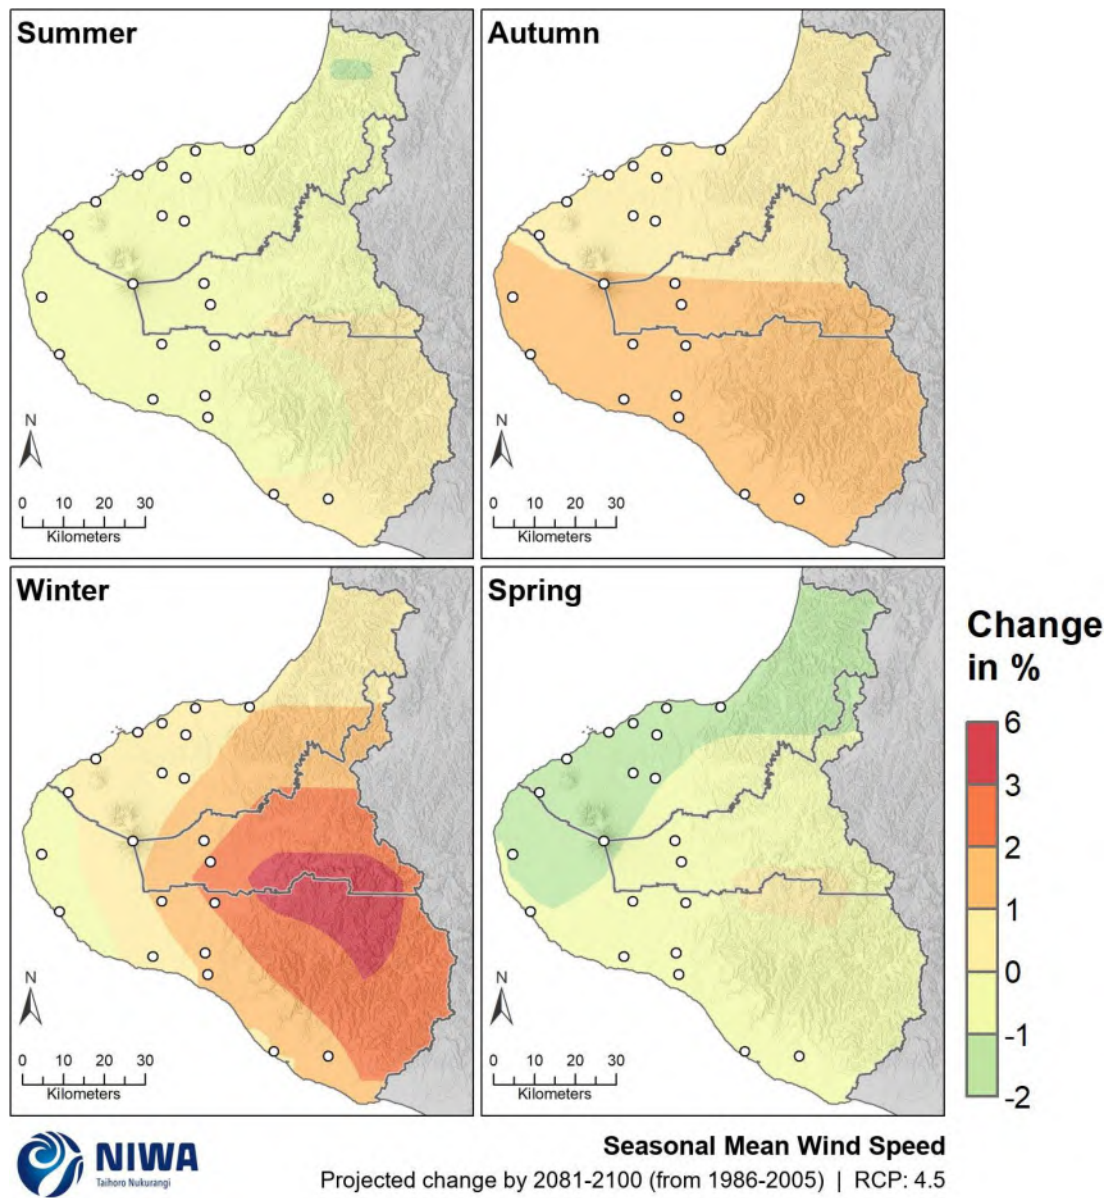 Summer
N
0 10 20 30
Kilometers
Autumn
N
0 10 20 30
Kilometers
Winter
N
0 10 20 30
Kilometers
Spring
N
0 10 20 30
Kilometers
Change
in %
6
3
2
1
0
-1
-2
NIWA
Taihoro Nukurangi
Seasonal Mean Wind Speed
Projected change by 2081-2100 (from 1986-2005) | RCP: 4.5